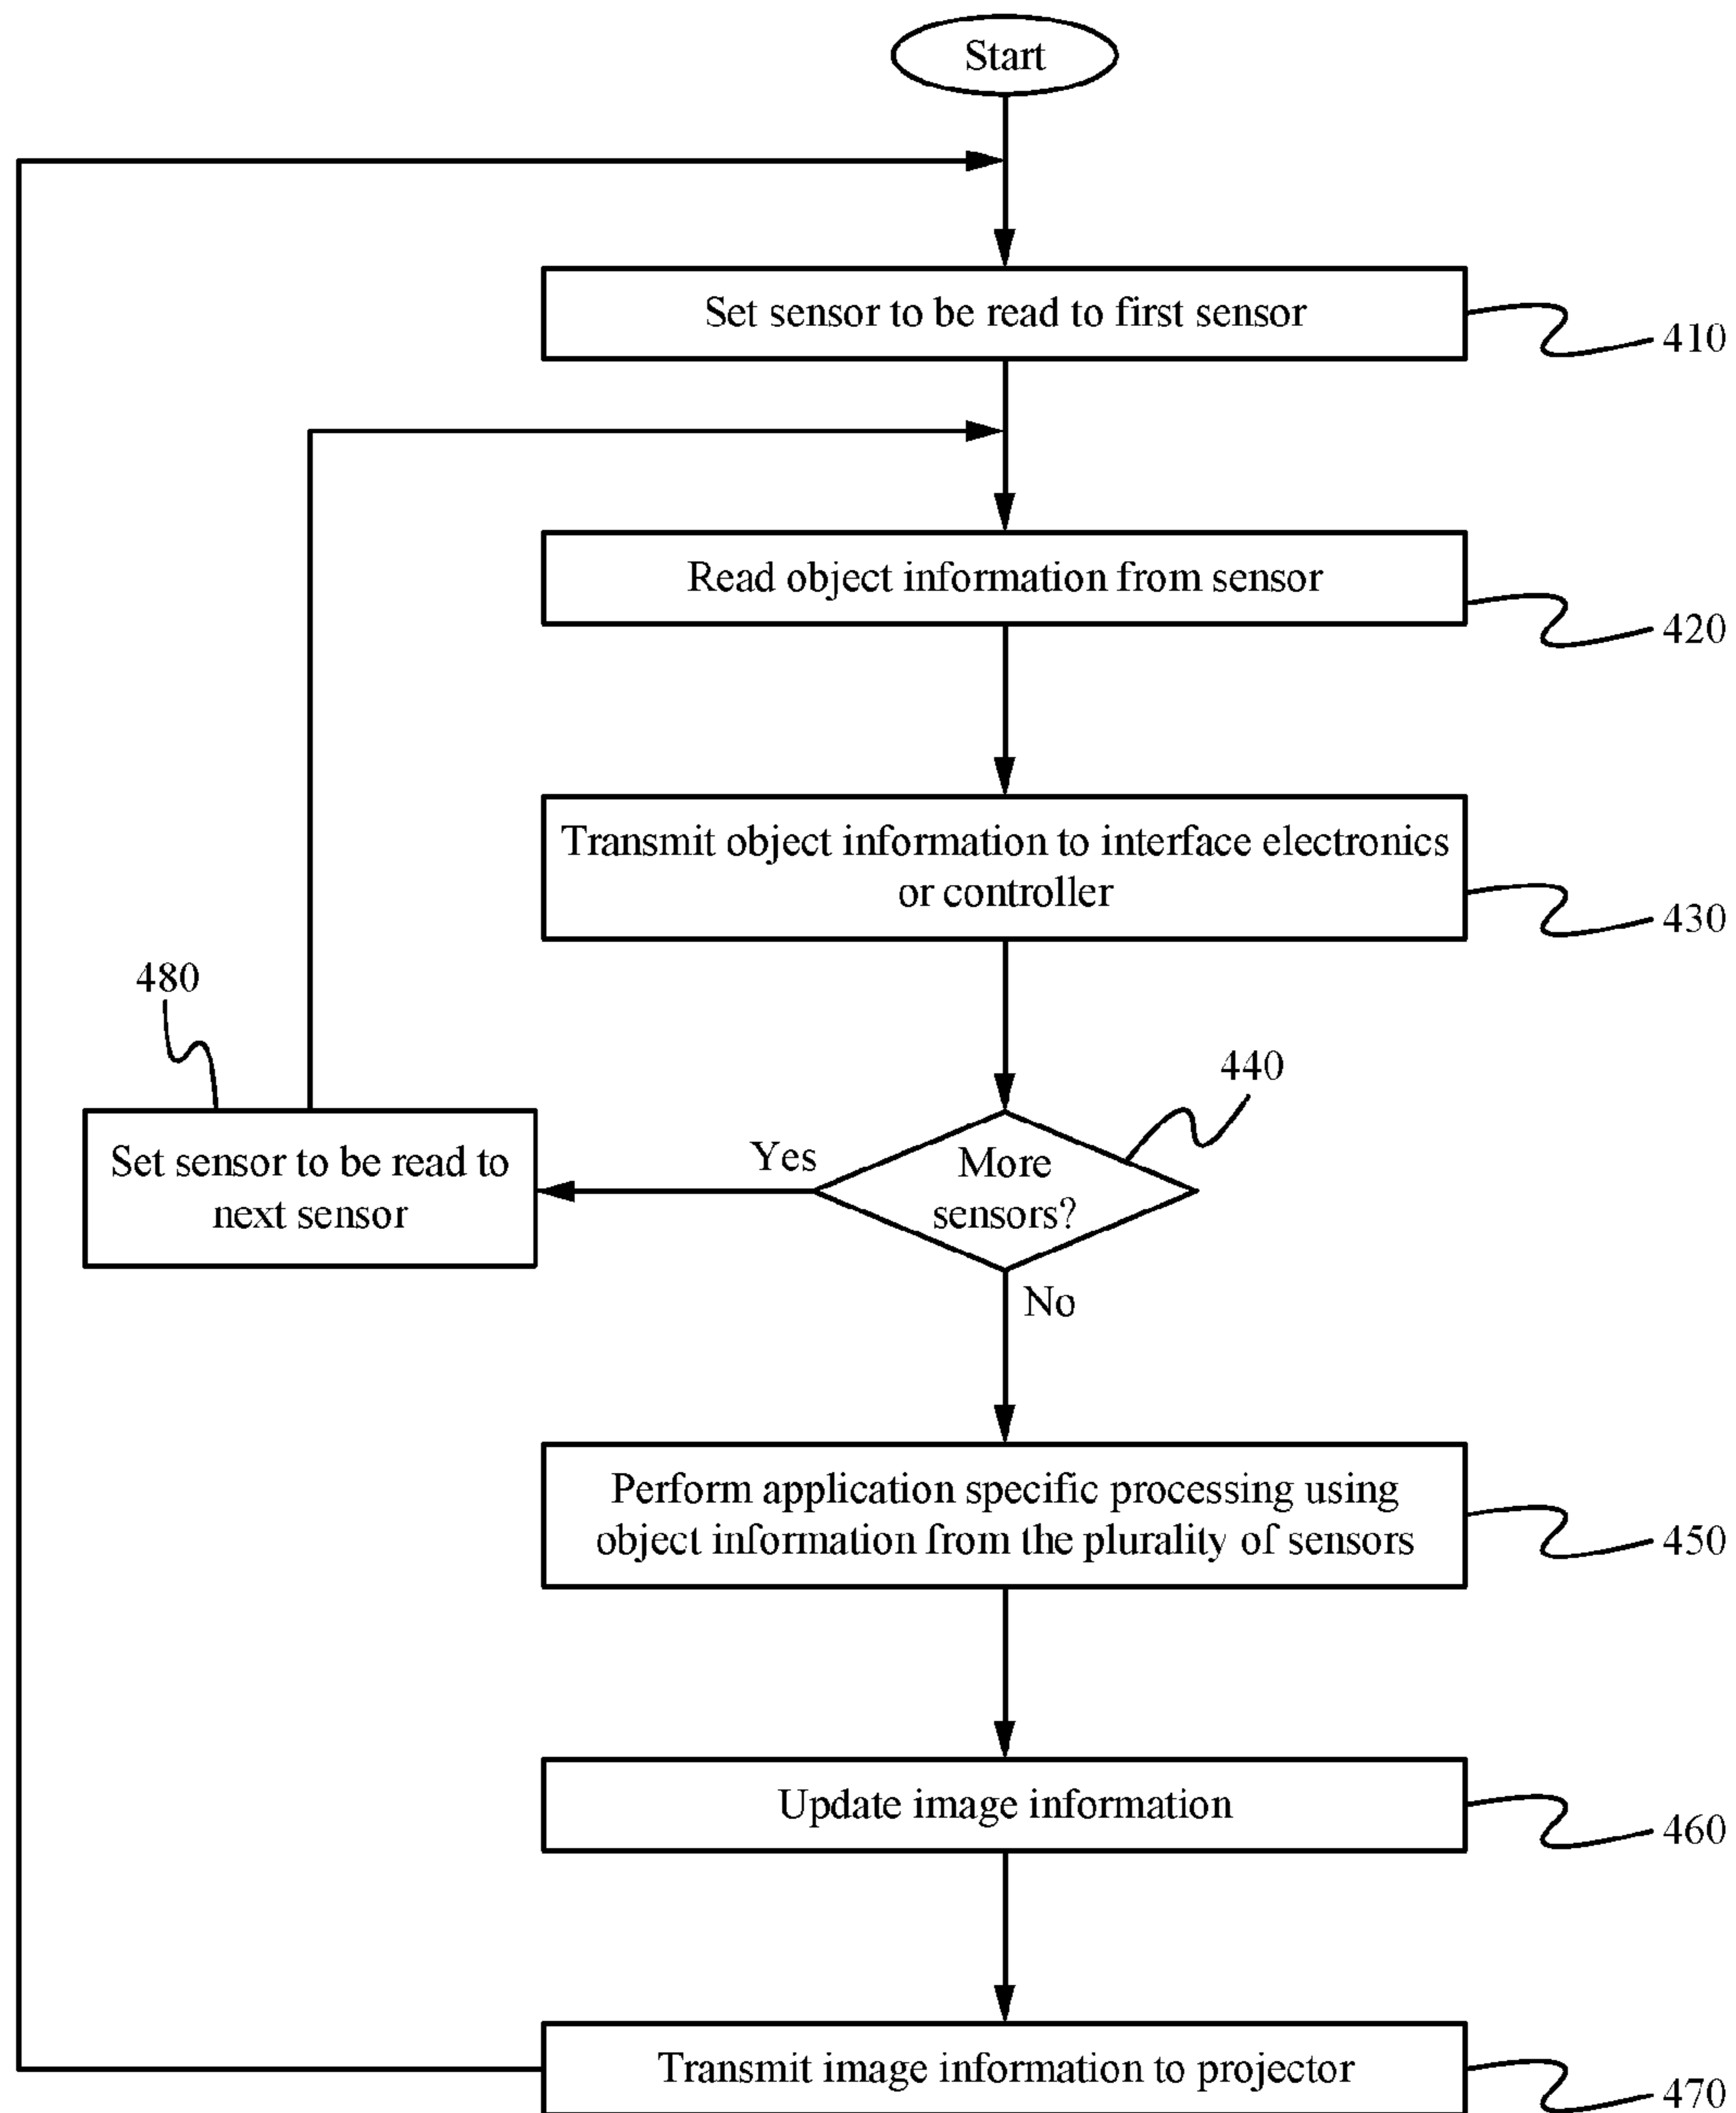 Start
Set sensor to be read to first sensor
410
Read object information from sensor
420
Transmit object information to interface electronics
or controller
430
480
440
Set sensor to be read to
next sensor
Yes
More
sensors?
No
Perform application specific processing using
object information from the plurality of sensors
450
Update image information
460
Transmit image information to projector
470